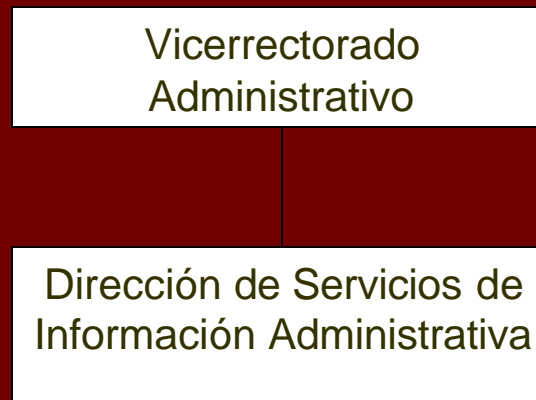 Vicerrectorado
Administrativo
Dirección de Servicios de
Información Administrativa